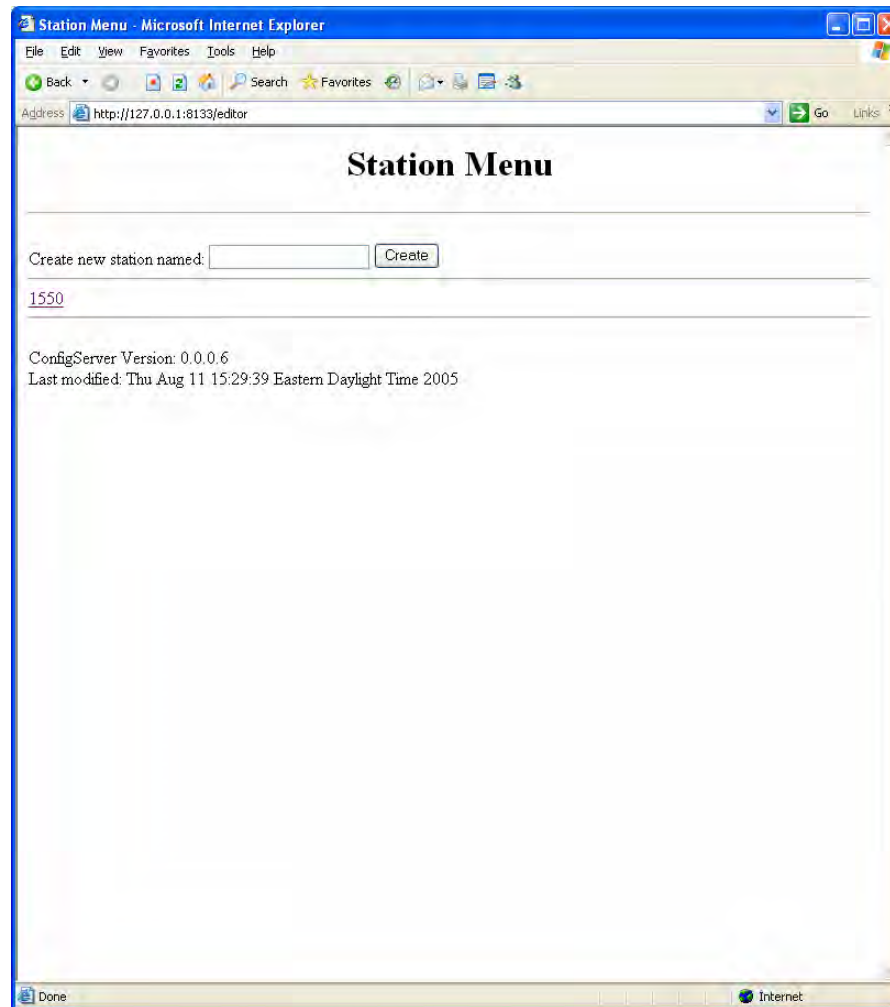 Station Menu - Microsoft Internet Explorer
File Edit View Favorites Tools Help
Back Search Favorites
Address http://127.0.0.1:8133/editor Go Links
Station Menu
Create new station named: Create
1550
ConfigServer Version: 0.0.0.6
Last modified: Thu Aug 11 15:29:39 Eastern Daylight Time 2005
Done Internet